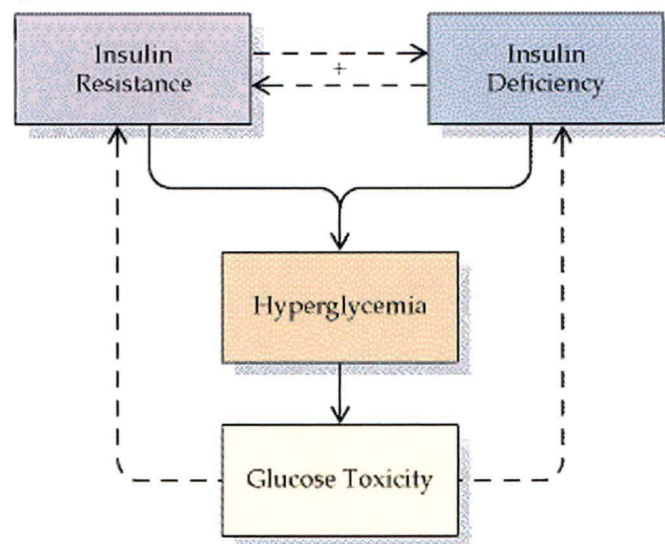 Insulin
Resistance
+
Insulin
Deficiency
Hyperglycemia
Glucose Toxicity